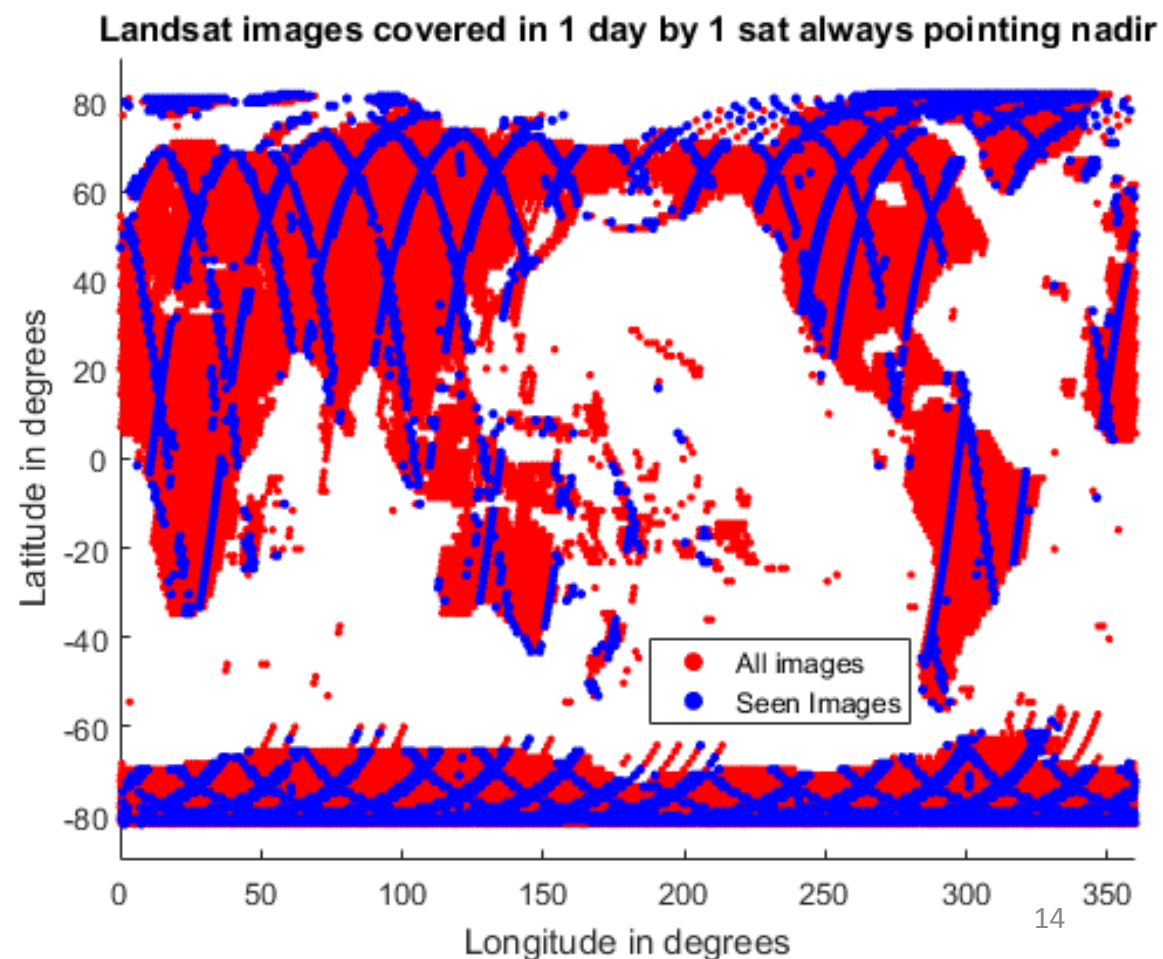 Landsat images covered in 1 day by 1 sat always pointing nadir
80
60
40
20
0
-20
-40
-60
-80
Latitude in degrees
All images
Seen Images
0 50 100 150 200 250 300 350
14
Longitude in degrees